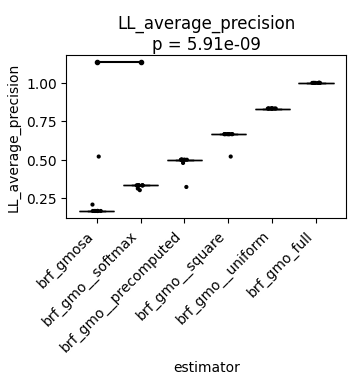 LL_average_precision
p = 5.91e-09
LL_average_precision
1.00
0.75
0.50
0.25
brf_gmosa
brf_gmo__softmax
brf_gmo__precomputed
brf_gmo__square
brf_gmo__uniform
brf_gmo_full
estimator